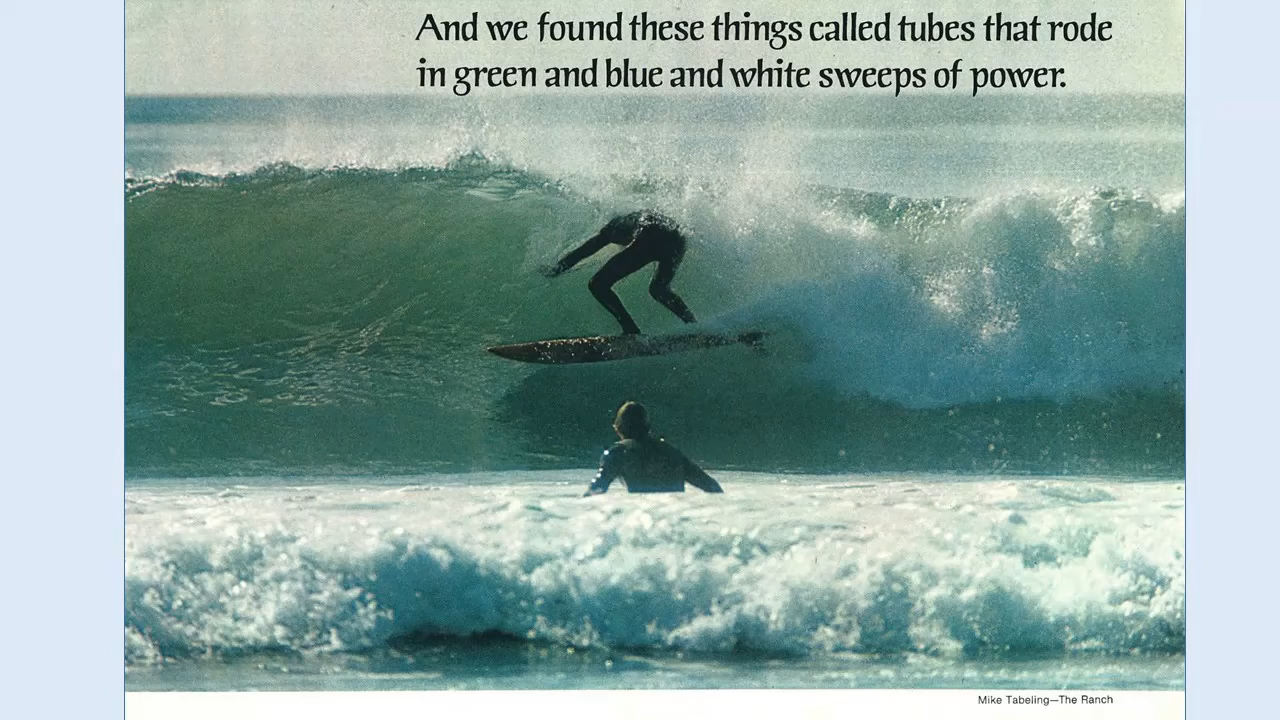 And we found these things called tubes that rode
in green and blue and white sweeps of power.
Mike Tabeling—The Ranch